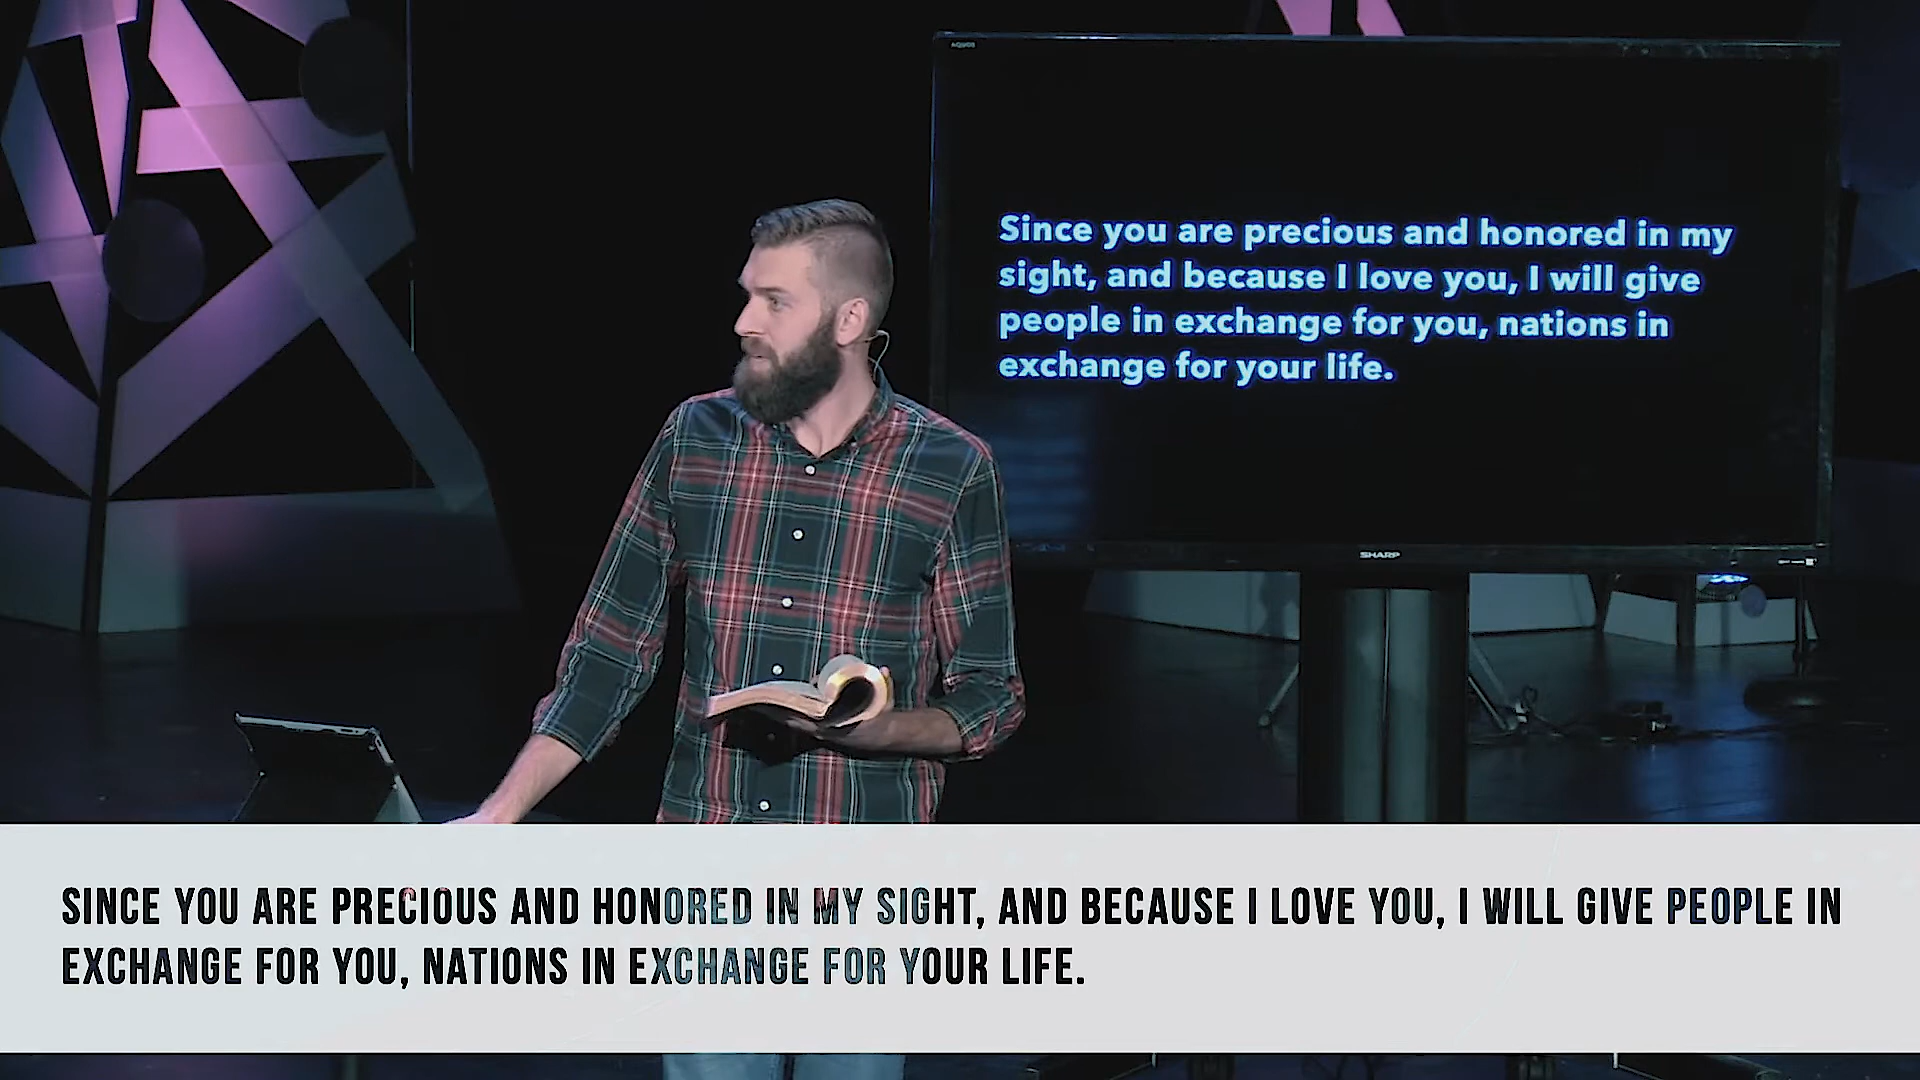 AQUOS
Since you are precious and honored in my
sight, and because I love you, I will give
people in exchange for you, nations in
exchange for your life.
SHARP
SINCE YOU ARE PRECIOUS AND HONORED IN MY SIGHT, AND BECAUSE I LOVE YOU, I WILL GIVE PEOPLE IN
EXCHANGE FOR YOU, NATIONS IN EXCHANGE FOR YOUR LIFE.